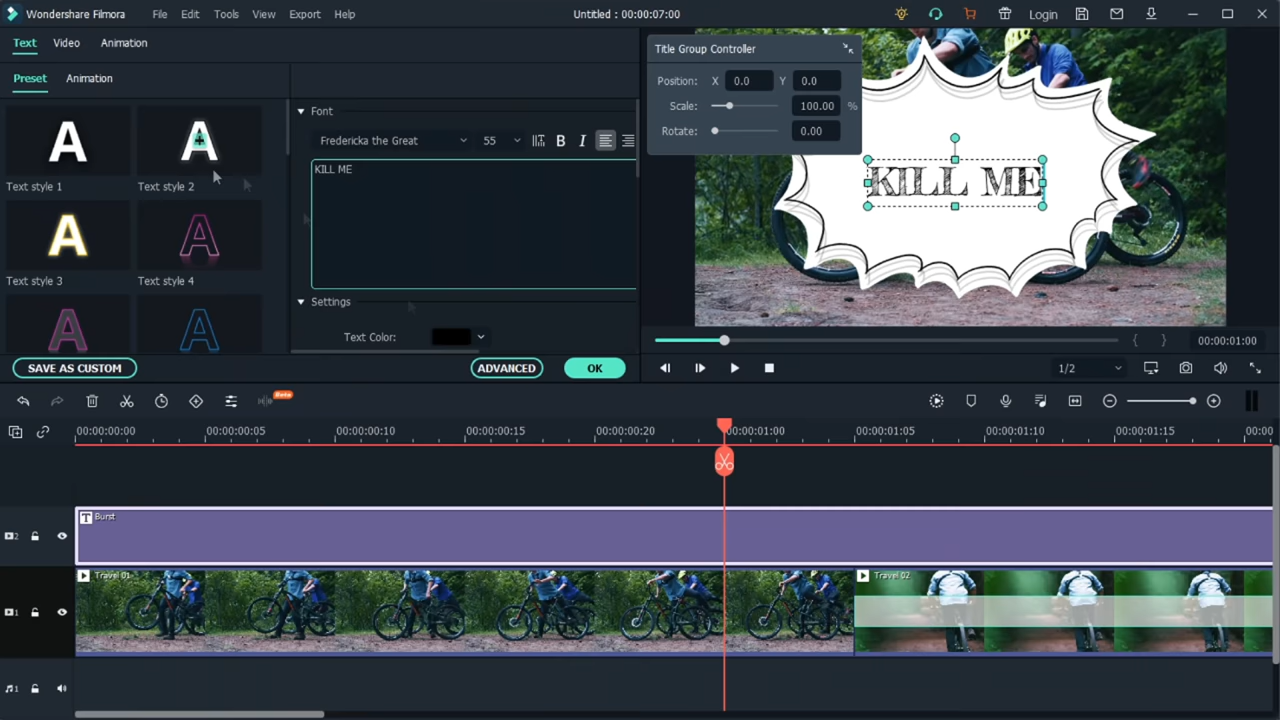 Wondershare Filmora File Edit Tools View Export Help Untitled : 00:00:07:00 Login
Text Video Animation
Preset Animation
A A
Text style 1 Text style 2
A A
Text style 3 Text style 4
A A
Font
Fredericka the Great 55 B I
KILL ME
Settings
Text Color:
SAVE AS CUSTOM ADVANCED OK
Title Group Controller
Position: X 0.0 Y 0.0
Scale: 100.00 %
Rotate: 0.00
KILL ME
{ } 00:00:01:00
1/2
Beta
00:00:00:00 00:00:00:05 00:00:00:10 00:00:00:15 00:00:00:20 00:00:01:00 00:00:01:05 00:00:01:10 00:00:01:15 00:00
2 T Burst
1 Travel 01 Travel 02
1